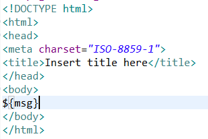 <!DOCTYPE html>
<html>
<head>
<meta charset="ISO-8859-1">
<title>Insert title here</title>
</head>
<body>
${msg}
</body>
</html>